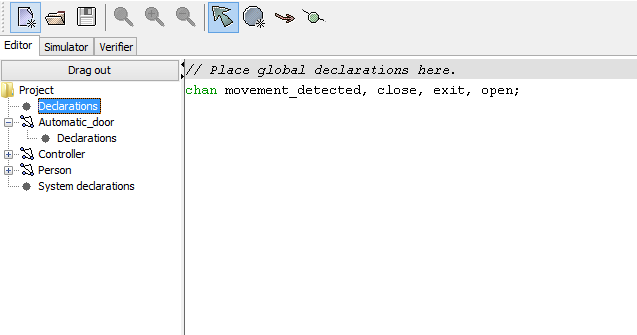 Editor Simulator Verifier
Drag out
Project
Declarations
Automatic_door
Declarations
Controller
Person
System declarations
// Place global declarations here.
chan movement_detected, close, exit, open;